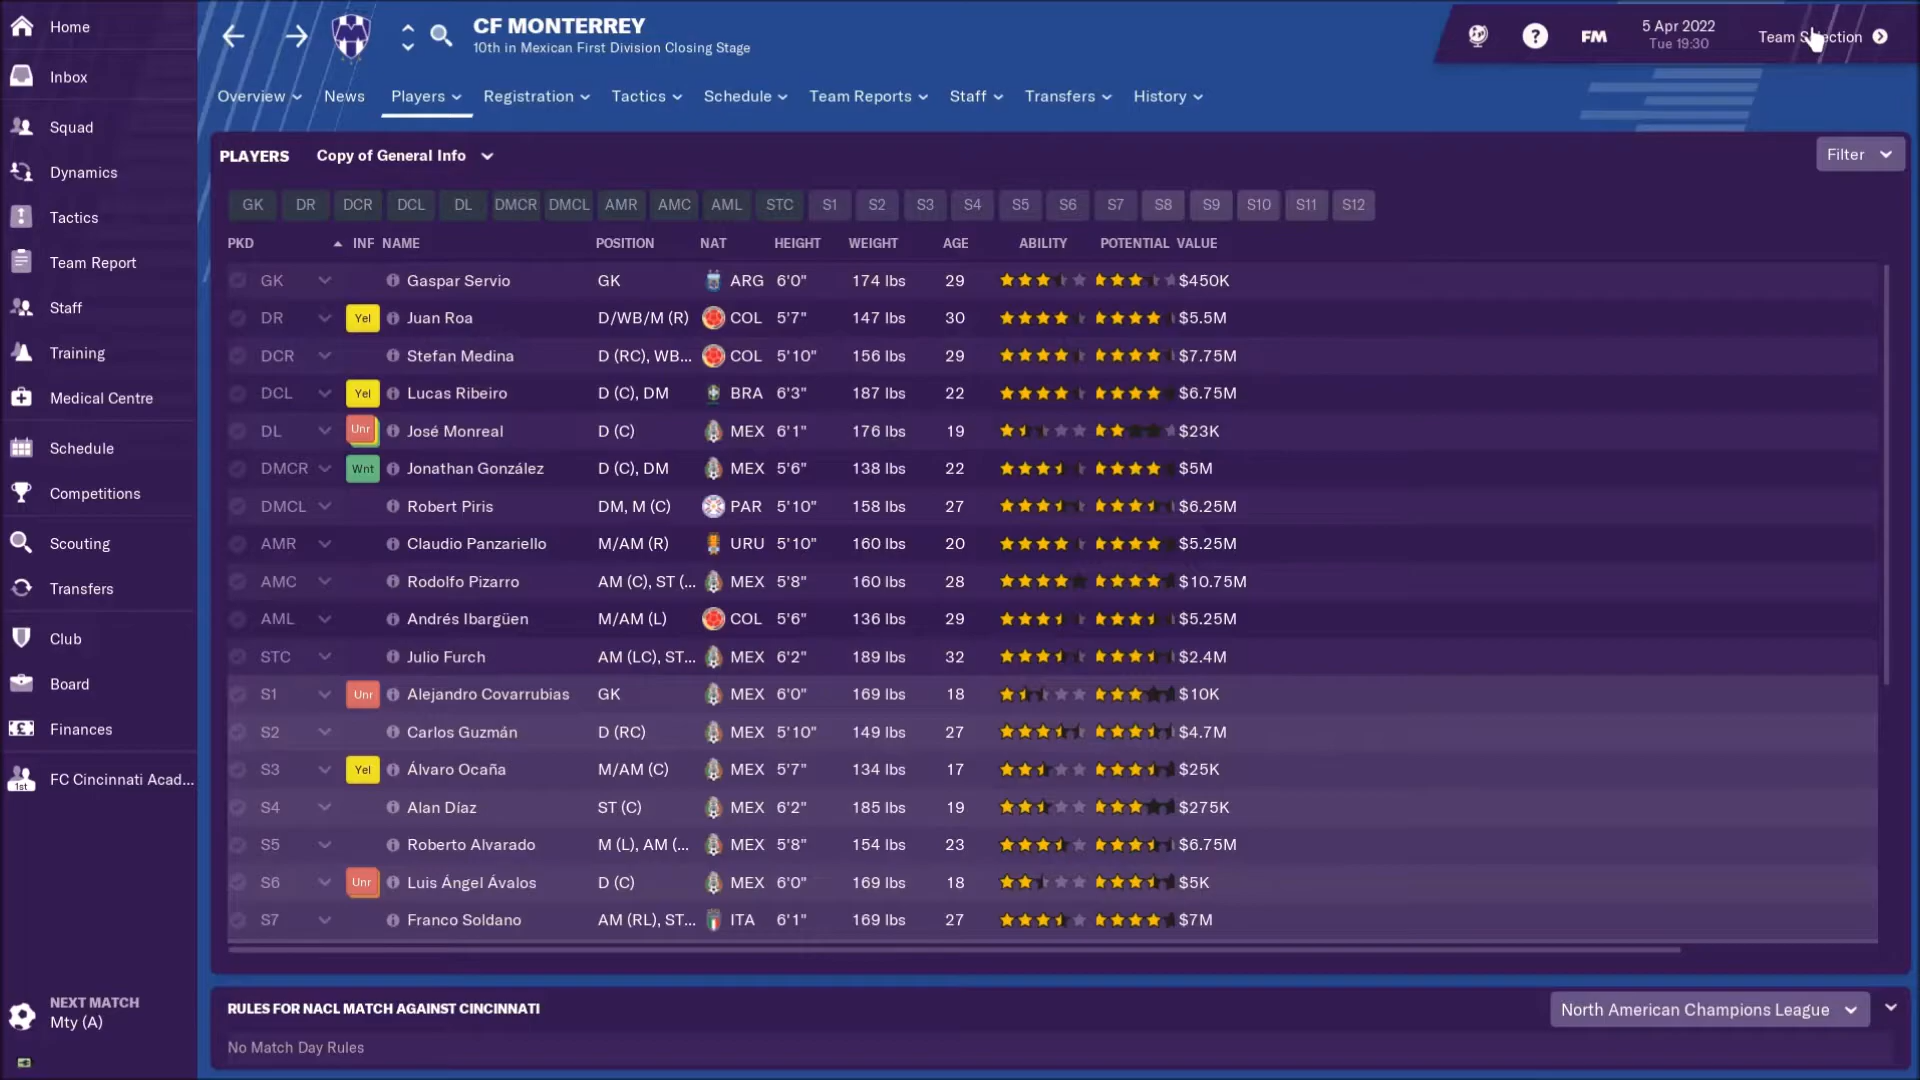 Home
Inbox
Squad
Dynamics
Tactics
Team Report
Staff
Training
Medical Centre
Schedule
Competitions
Scouting
Transfers
Club
Board
Finances
1st FC Cincinnati Acad...
NEXT MATCH
Mty (A)
CF MONTERREY
10th in Mexican First Division Closing Stage
FM
5 Apr 2022
Tue 19:30
Team Selection
Overview News Players Registration Tactics Schedule Team Reports Staff Transfers History
PLAYERS Copy of General Info Filter
GK DR DCR DCL DL DMCR DMCL AMR AMC AML STC S1 S2 S3 S4 S5 S6 S7 S8 S9 S10 S11 S12
PKD INF NAME POSITION NAT HEIGHT WEIGHT AGE ABILITY POTENTIAL VALUE
GK Gaspar Servio GK ARG 6'0" 174 lbs 29 $450K
DR Yel Juan Roa D/WB/M (R) COL 5'7" 147 lbs 30 $5.5M
DCR Stefan Medina D (RC), WB... COL 5'10" 156 lbs 29 $7.75M
DCL Yel Lucas Ribeiro D (C), DM BRA 6'3" 187 lbs 22 $6.75M
DL Unr José Monreal D (C) MEX 6'1" 176 lbs 19 $23K
DMCR Wnt Jonathan González D (C), DM MEX 5'6" 138 lbs 22 $5M
DMCL Robert Piris DM, M (C) PAR 5'10" 158 lbs 27 $6.25M
AMR Claudio Panzariello M/AM (R) URU 5'10" 160 lbs 20 $5.25M
AMC Rodolfo Pizarro AM (C), ST (... MEX 5'8" 160 lbs 28 $10.75M
AML Andrés Ibargüen M/AM (L) COL 5'6" 136 lbs 29 $5.25M
STC Julio Furch AM (LC), ST... MEX 6'2" 189 lbs 32 $2.4M
S1 Unr Alejandro Covarrubias GK MEX 6'0" 169 lbs 18 $10K
S2 Carlos Guzmán D (RC) MEX 5'10" 149 lbs 27 $4.7M
S3 Yel Álvaro Ocaña M/AM (C) MEX 5'7" 134 lbs 17 $25K
S4 Alan Díaz ST (C) MEX 6'2" 185 lbs 19 $275K
S5 Roberto Alvarado M (L), AM (... MEX 5'8" 154 lbs 23 $6.75M
S6 Unr Luis Ángel Ávalos D (C) MEX 6'0" 169 lbs 18 $5K
S7 Franco Soldano AM (RL), ST... ITA 6'1" 169 lbs 27 $7M
RULES FOR NACL MATCH AGAINST CINCINNATI North American Champions League
No Match Day Rules